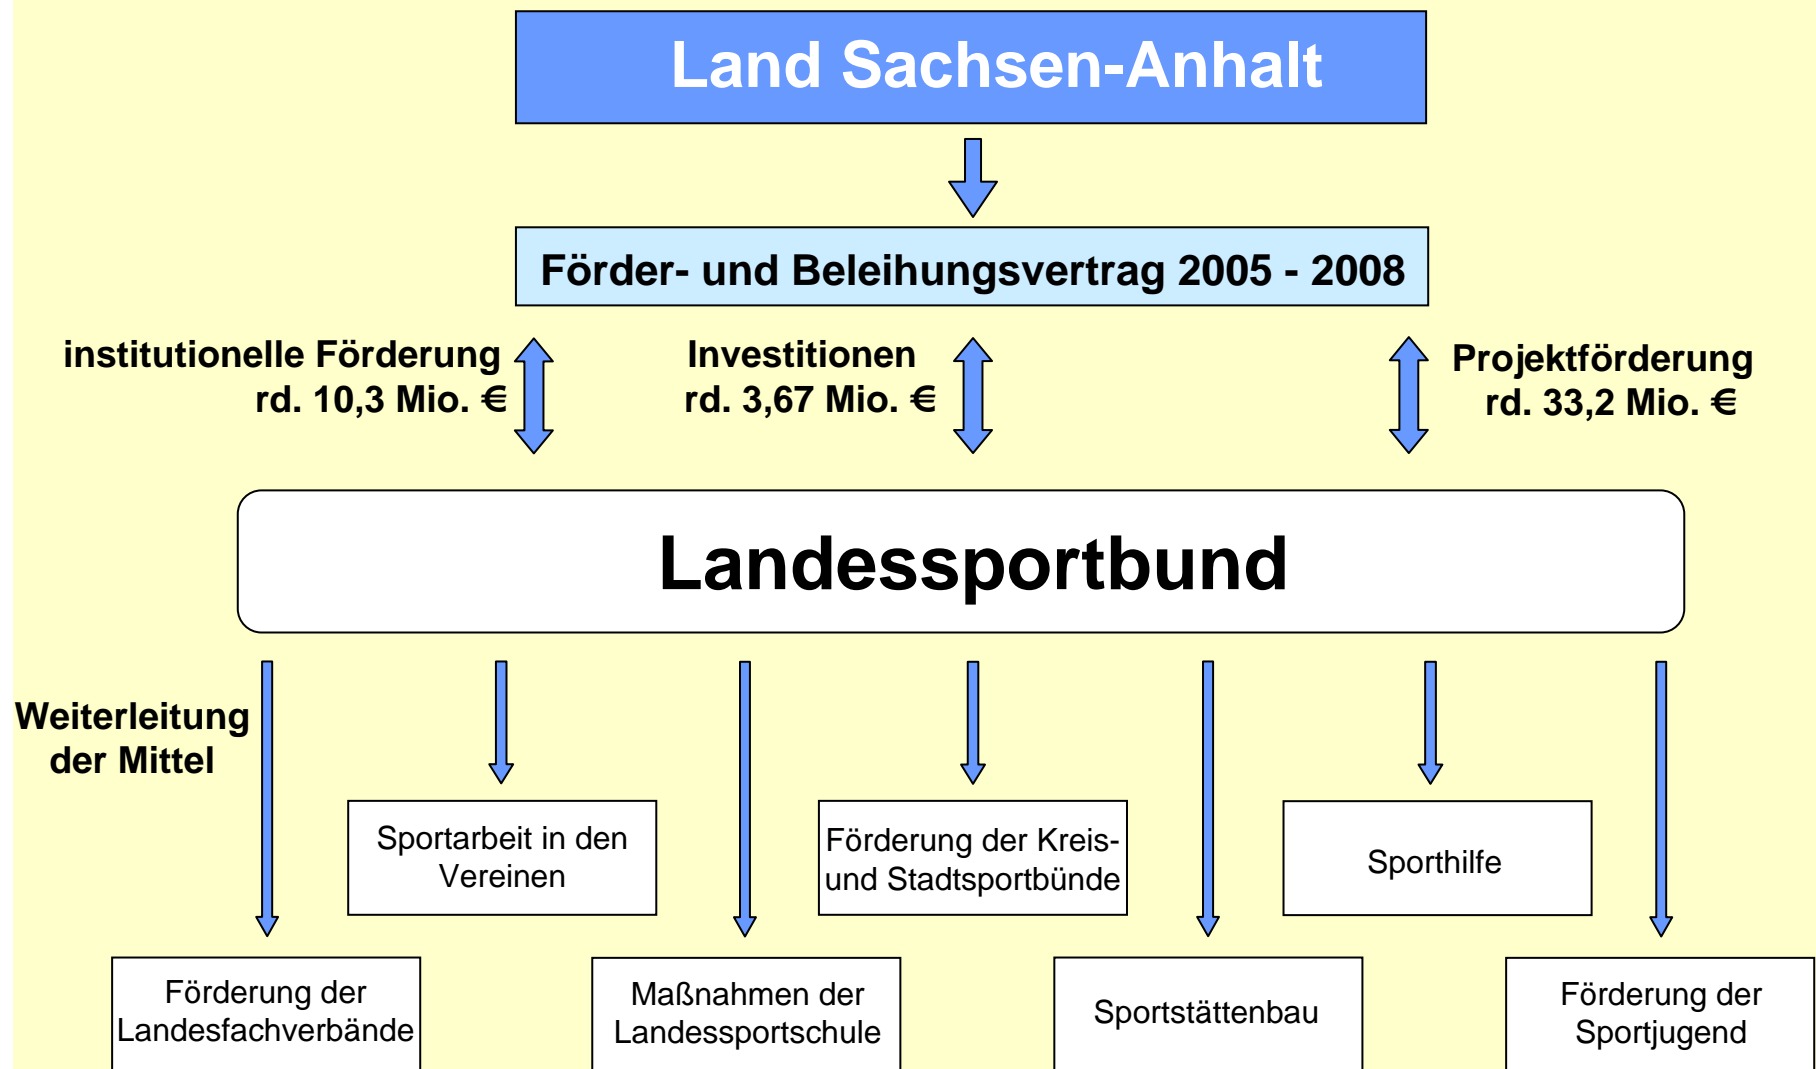 Land Sachsen-Anhalt
Förder- und Beleihungsvertrag 2005 - 2008
institutionelle Förderung
rd. 10,3 Mio. €
Investitionen
rd. 3,67 Mio. €
Projektförderung
rd. 33,2 Mio. €
Landessportbund
Weiterleitung
der Mittel
Sportarbeit in den
Vereinen
Förderung der Kreis-
und Stadtsportbünde
Sporthilfe
Förderung der
Landesfachverbände
Maßnahmen der
Landessportschule
Sportstättenbau
Förderung der
Sportjugend